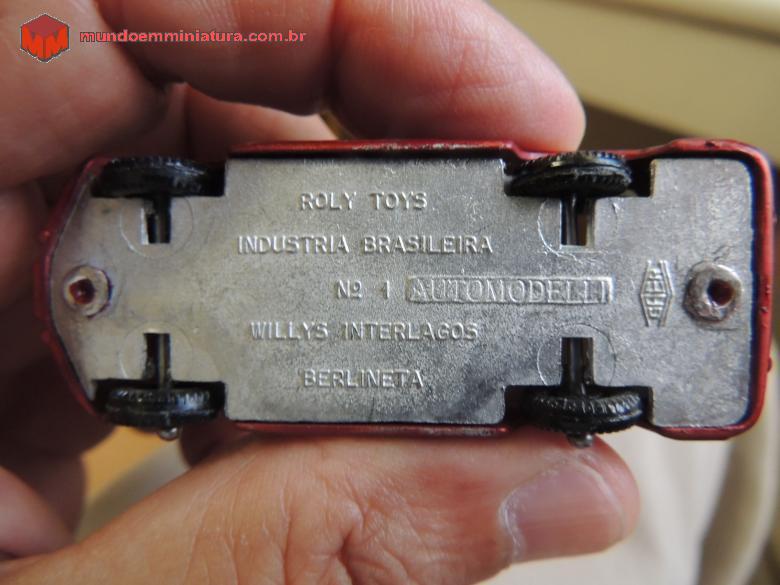 mundoemminiatura.com.br
ROLY TOYS
INDUSTRIA BRASILEIRA
Nº 1 AUTOMODELLI
WILLYS INTERLAGOS
BERLINETA